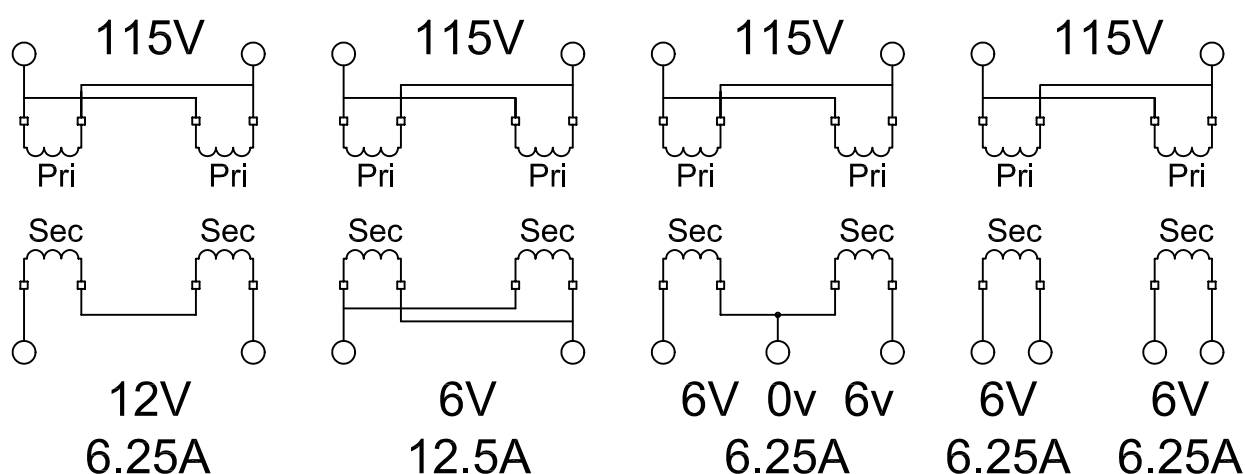 115V 115V 115V 115V
Pri Pri Pri Pri Pri Pri Pri Pri
Sec Sec Sec Sec Sec Sec Sec Sec
12V 6V 6V 0v 6v 6V 6V
6.25A 12.5A 6.25A 6.25A 6.25A